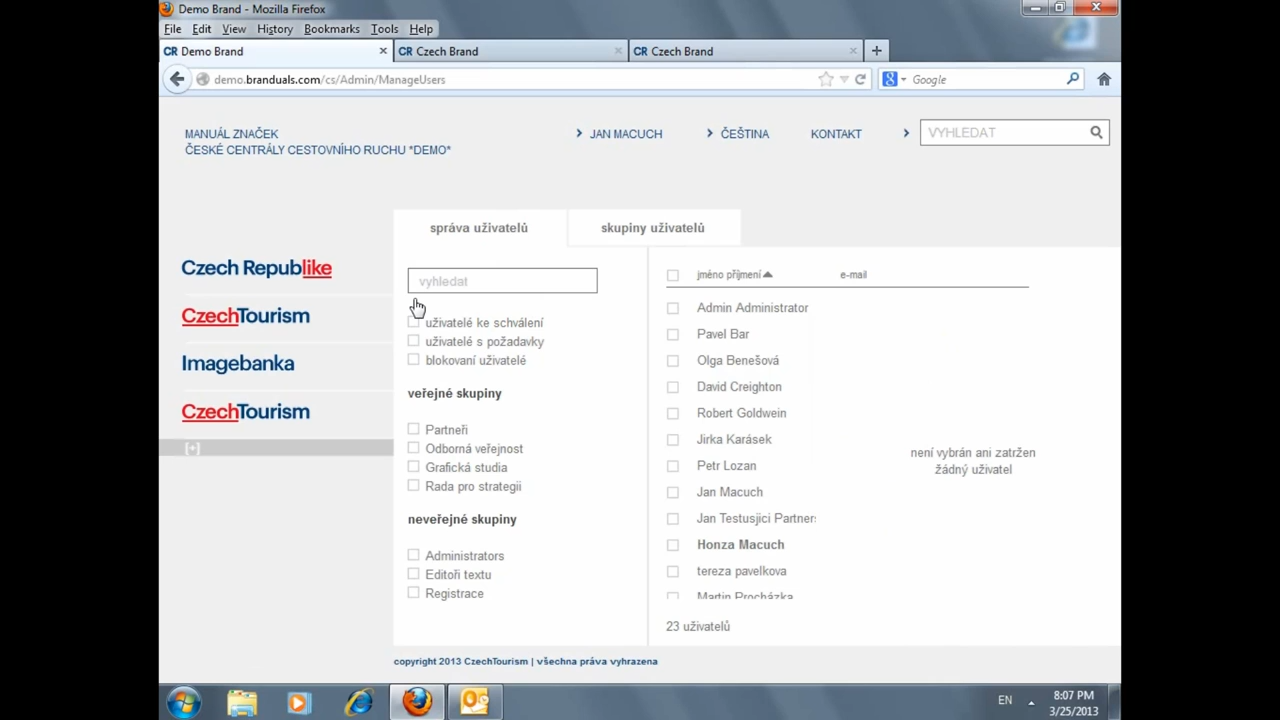 Demo Brand - Mozilla Firefox
File Edit View History Bookmarks Tools Help
CR Demo Brand
CR Czech Brand
CR Czech Brand
demo.branduals.com/cs/Admin/ManageUsers
Google
MANUÁL ZNAČEK
ČESKÉ CENTRÁLY CESTOVNÍHO RUCHU *DEMO*
JAN MACUCH
ČEŠTINA
KONTAKT
VYHLEDAT
správa uživatelů
skupiny uživatelů
Czech Republike
CzechTourism
Imagebanka
CzechTourism
[+]
vyhledat
uživatelé ke schválení
uživatelé s požadavky
blokovaní uživatelé
veřejné skupiny
Partneři
Odborná veřejnost
Grafická studia
Rada pro strategii
neveřejné skupiny
Administrators
Editoři textu
Registrace
jméno příjmení
e-mail
Admin Administrator
Pavel Bar
Olga Benešová
David Creighton
Robert Goldwein
Jirka Karásek
Petr Lozan
Jan Macuch
Jan Testusjici Partners
Honza Macuch
tereza pavelkova
Martin Procházka
23 uživatelů
není vybrán ani zatržen
žádný uživatel
copyright 2013 CzechTourism | všechna práva vyhrazena
EN
8:07 PM
3/25/2013